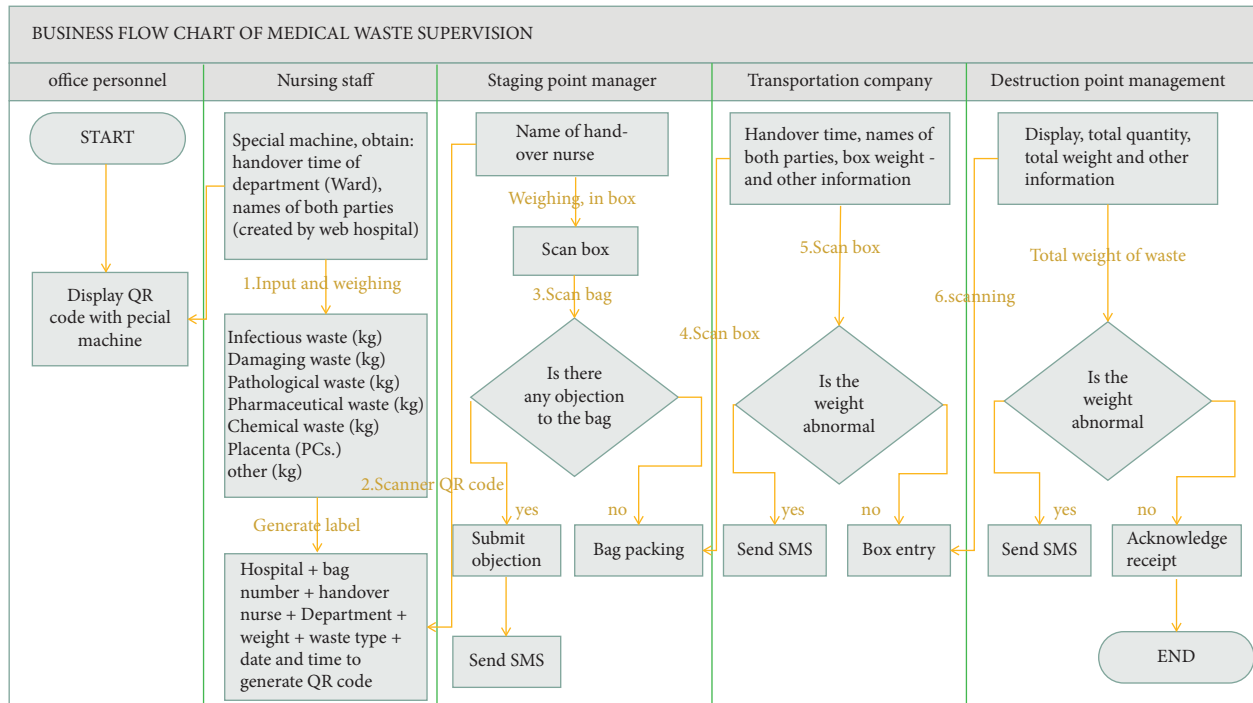 BUSINESS FLOW CHART OF MEDICAL WASTE SUPERVISION
office personnel
Nursing staff
Staging point manager
Transportation company
Destruction point management
START
Display QR
code with pecial
machine
Special machine, obtain:
handover time of
department (Ward),
names of both parties
(created by web hospital)
1.Input and weighing
Infectious waste (kg)
Damaging waste (kg)
Pathological waste (kg)
Pharmaceutical waste (kg)
Chemical waste (kg)
Placenta (PCs.)
other (kg)
Generate label
Hospital + bag
number + handover
nurse + Department +
weight + waste type +
date and time to
generate QR code
2.Scanner QR code
Name of hand-
over nurse
Weighing, in box
Scan box
3.Scan bag
Is there
any objection
to the bag
yes
no
Submit
objection
Bag packing
Send SMS
4.Scan box
Handover time, names of
both parties, box weight -
and other information
5.Scan box
Is the
weight
abnormal
yes
no
Send SMS
Box entry
6.scanning
Display, total quantity,
total weight and other
information
Total weight of waste
Is the
weight
abnormal
yes
no
Send SMS
Acknowledge
receipt
END